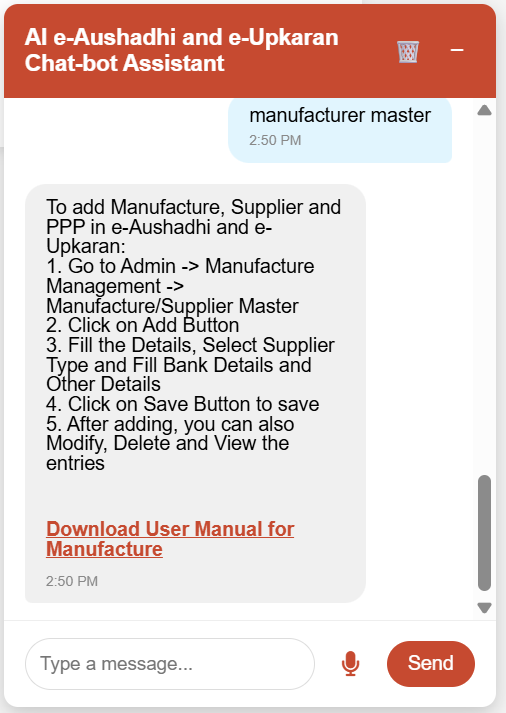 AI e-Aushadhi and e-Upkaran
Chat-bot Assistant
manufacturer master
2:50 PM
To add Manufacture, Supplier and
PPP in e-Aushadhi and e-
Upkaran:
1. Go to Admin -> Manufacture
Management ->
Manufacture/Supplier Master
2. Click on Add Button
3. Fill the Details, Select Supplier
Type and Fill Bank Details and
Other Details
4. Click on Save Button to save
5. After adding, you can also
Modify, Delete and View the
entries
Download User Manual for
Manufacture
2:50 PM
Type a message...
Send